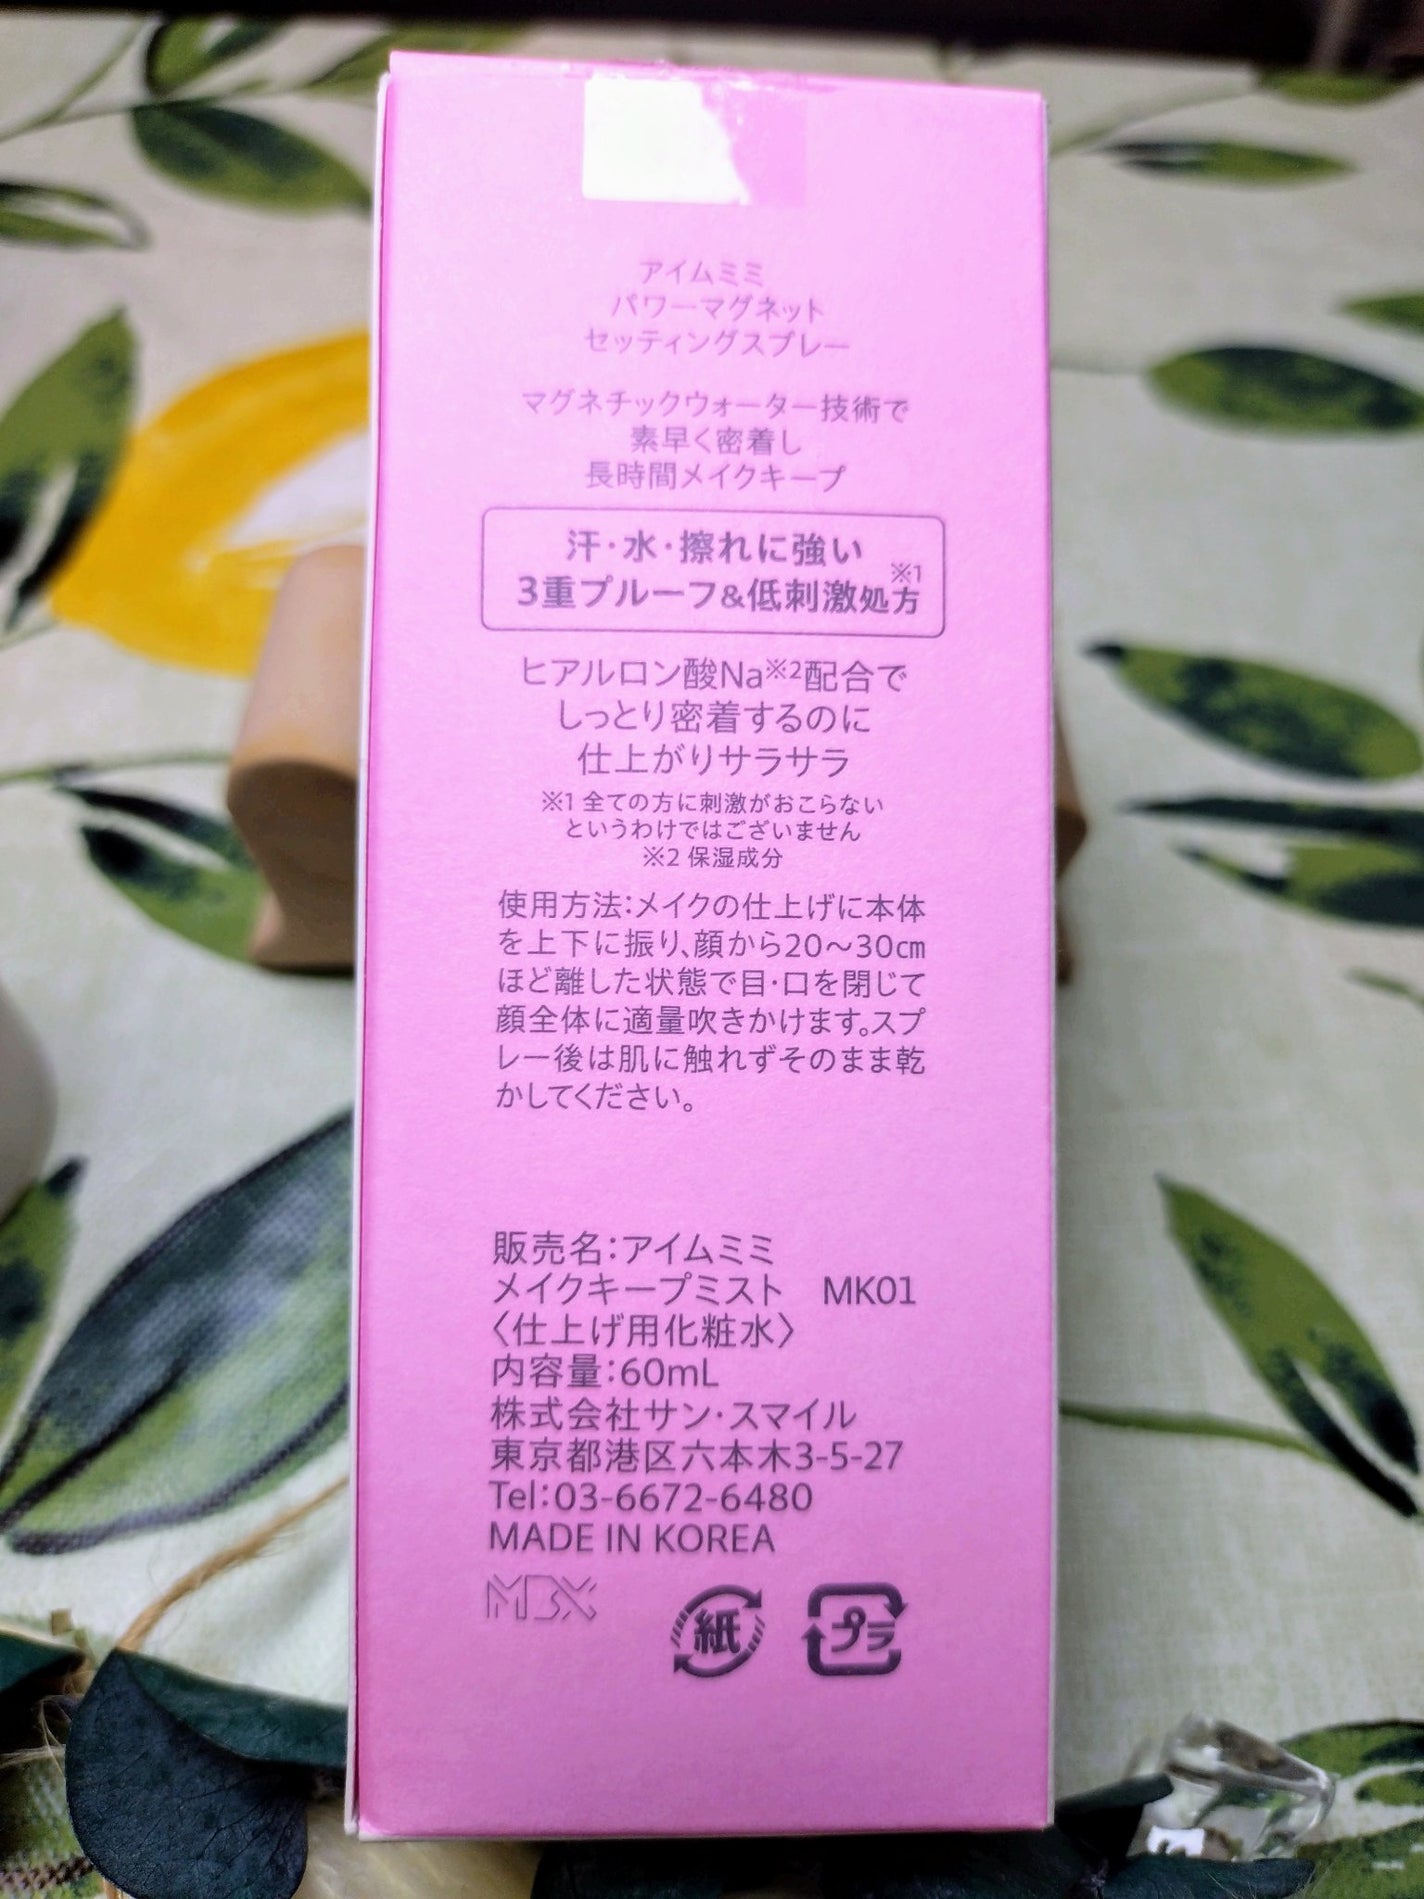 アイムミミ
パワーマグネット
セッティングスプレー
マグネチックウォーター技術で
素早く密着し
長時間メイクキープ
汗・水・擦れに強い
3重プルーフ&低刺激処方※1
ヒアルロン酸Na※2配合で
しっとり密着するのに
仕上がりサラサラ
※1 全ての方に刺激がおこらない
というわけではございません
※2 保湿成分
使用方法：メイクの仕上げに本体
を上下に振り、顔から20〜30㎝
ほど離した状態で目・口を閉じて
顔全体に適量吹きかけます。スプ
レー後は肌に触れずそのまま乾
かしてください。
販売名：アイムミミ
メイクキープミスト　MK01
〈仕上げ用化粧水〉
内容量：60mL
株式会社サン・スマイル
東京都港区六本木3-5-27
Tel：03-6672-6480
MADE IN KOREA
MBX
紙
プラ